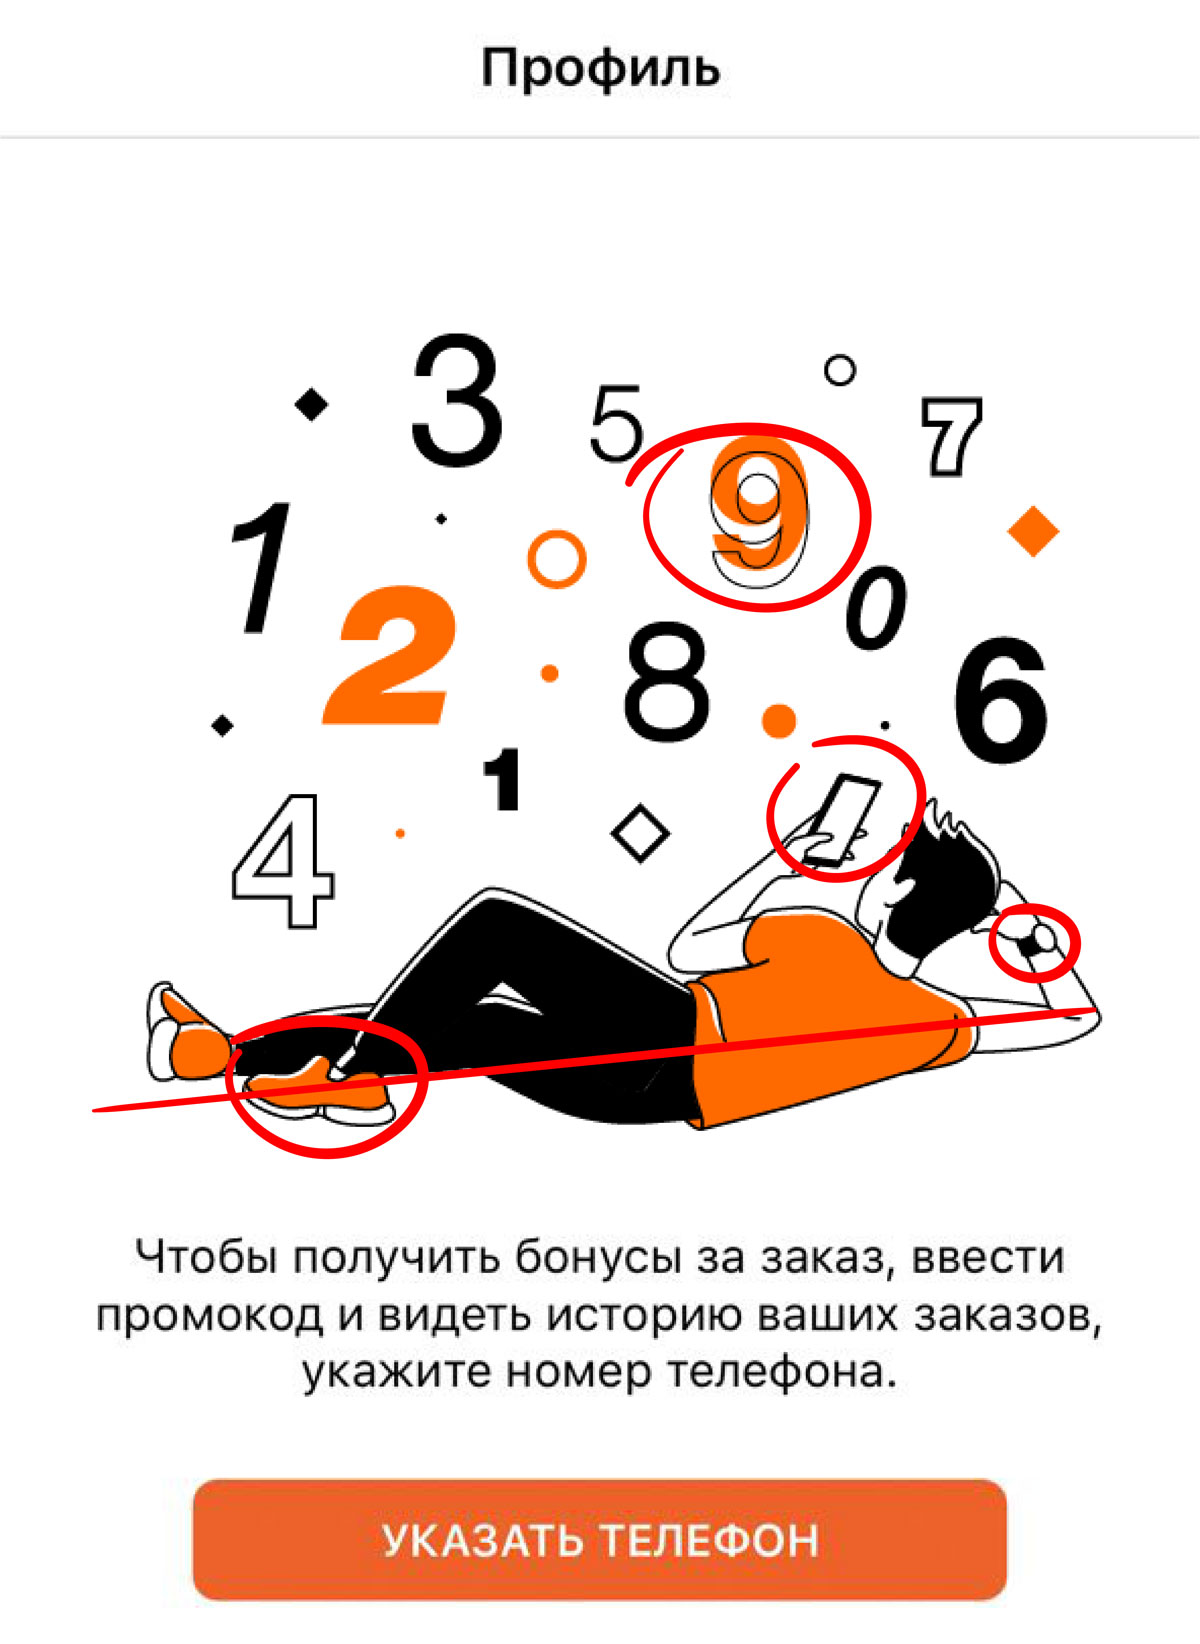 Профиль
3
5
7
9
1
2
0
8
6
1
4
Чтобы получить бонусы за заказ, ввести
промокод и видеть историю ваших заказов,
укажите номер телефона.
УКАЗАТЬ ТЕЛЕФОН